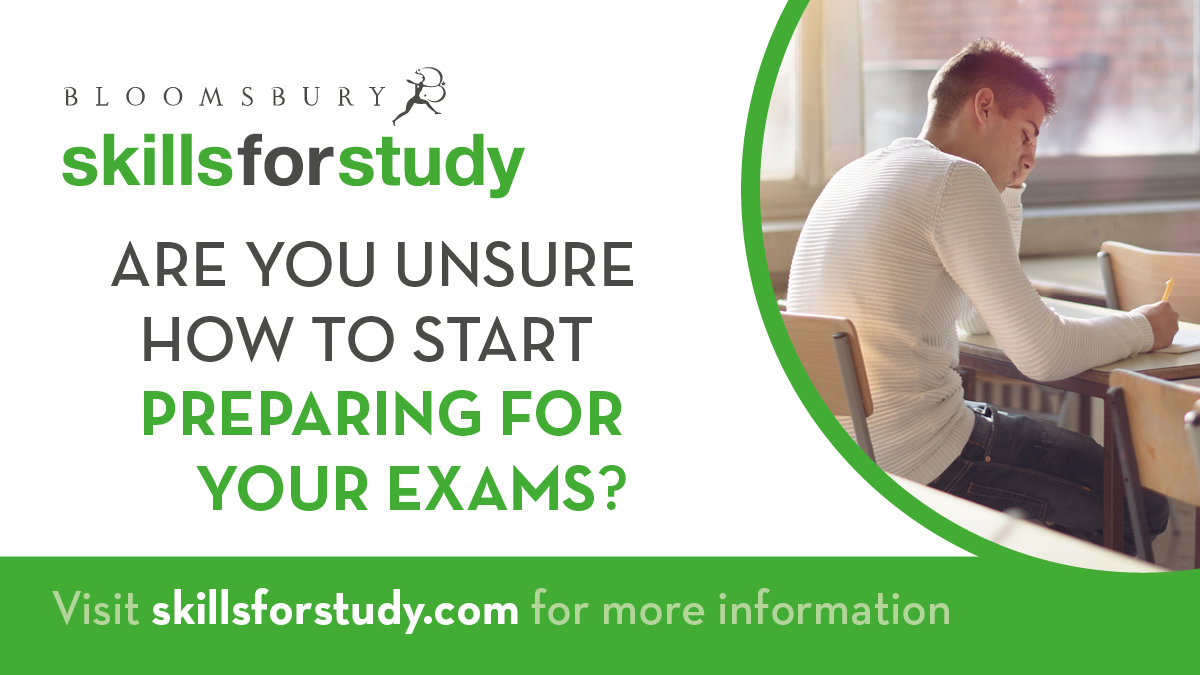 BLOOMSBURY
skillsforstudy
ARE YOU UNSURE
HOW TO START
PREPARING FOR
YOUR EXAMS?
Visit skillsforstudy.com for more information